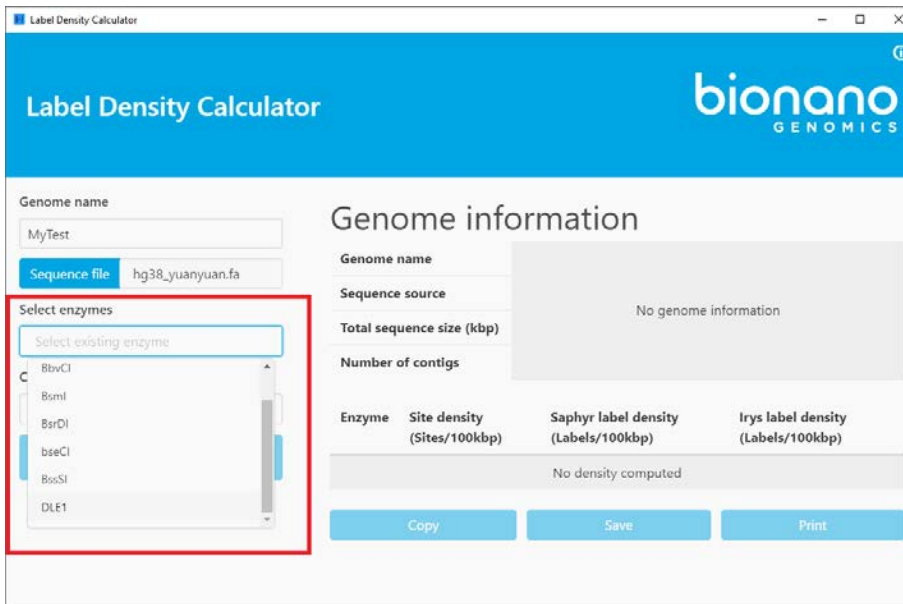 Label Density Calculator
Label Density Calculator
bionano
GENOMICS
Genome name
MyTest
Sequence file hg38_yuanyuan.fa
Select enzymes
Select existing enzyme
C
BbvCI
BsmI
BsrDI
bseCI
BssSI
DLE1
Genome information
Genome name
Sequence source
Total sequence size (kbp)
Number of contigs
No genome information
Enzyme Site density Saphyr label density Irys label density
(Sites/100kbp) (Labels/100kbp) (Labels/100kbp)
No density computed
Copy Save Print